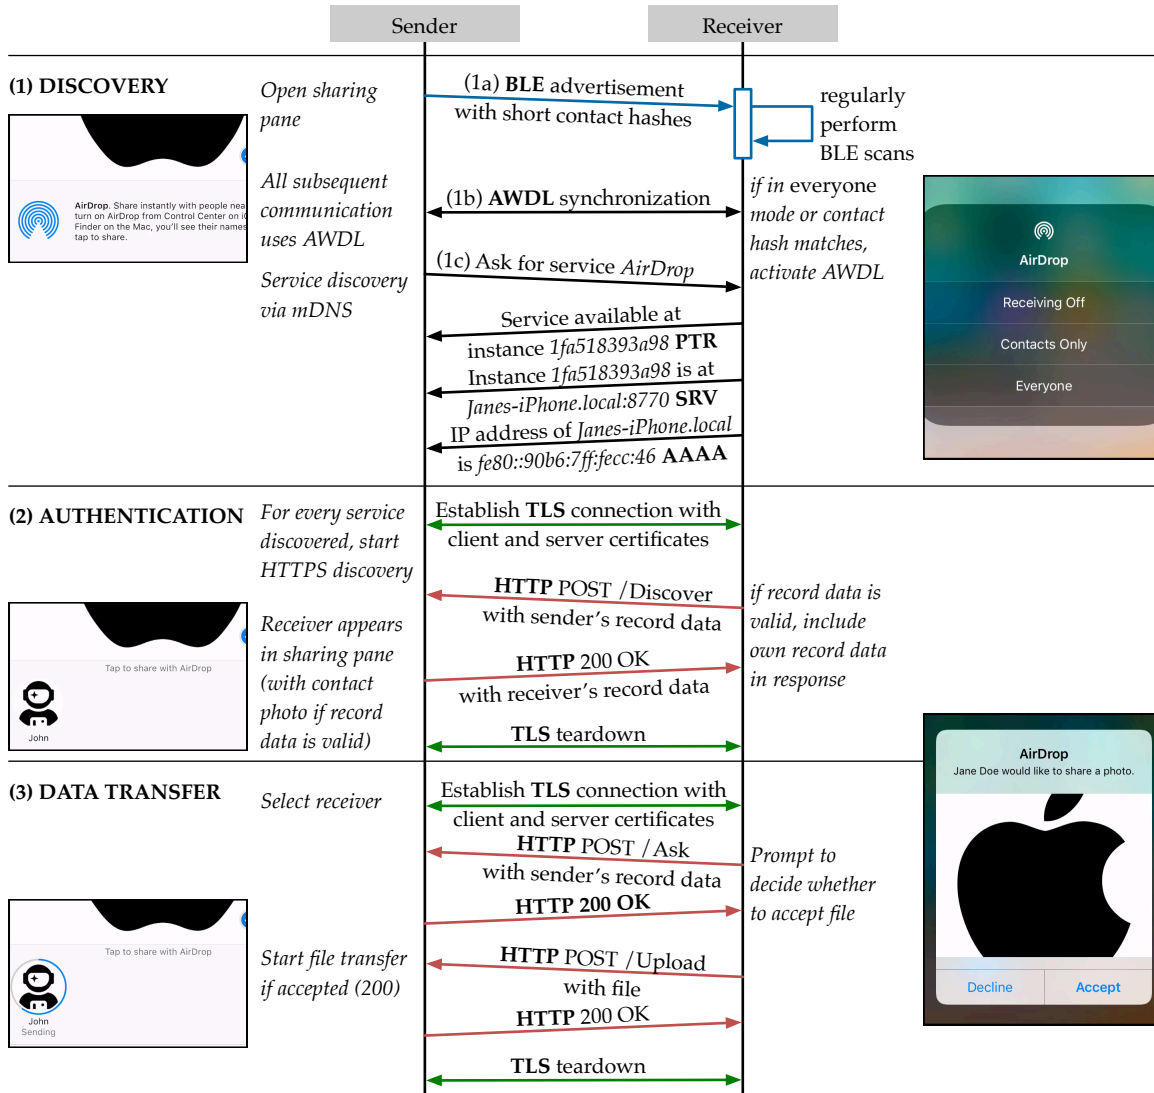 Sender
Receiver
(1) DISCOVERY
Open sharing
pane
(1a) BLE advertisement
with short contact hashes
regularly
perform
BLE scans
AirDrop. Share instantly with people nea
turn on AirDrop from Control Center on i
Finder on the Mac, you'll see their names
tap to share.
All subsequent
communication
uses AWDL
(1b) AWDL synchronization
if in everyone
mode or contact
hash matches,
activate AWDL
Service discovery
via mDNS
(1c) Ask for service AirDrop
Service available at
instance 1fa518393a98 PTR
Instance 1fa518393a98 is at
Janes-iPhone.local:8770 SRV
IP address of Janes-iPhone.local
is fe80::90b6:7ff:fecc:46 AAAA
AirDrop
Receiving Off
Contacts Only
Everyone
(2) AUTHENTICATION
For every service
discovered, start
HTTPS discovery
Establish TLS connection with
client and server certificates
HTTP POST /Discover
with sender's record data
if record data is
valid, include
own record data
in response
Tap to share with AirDrop
John
Receiver appears
in sharing pane
(with contact
photo if record
data is valid)
HTTP 200 OK
with receiver's record data
TLS teardown
(3) DATA TRANSFER
Select receiver
Establish TLS connection with
client and server certificates
HTTP POST /Ask
with sender's record data
HTTP 200 OK
Prompt to
decide whether
to accept file
AirDrop
Jane Doe would like to share a photo.
Decline
Accept
Tap to share with AirDrop
John
Sending
Start file transfer
if accepted (200)
HTTP POST /Upload
with file
HTTP 200 OK
TLS teardown